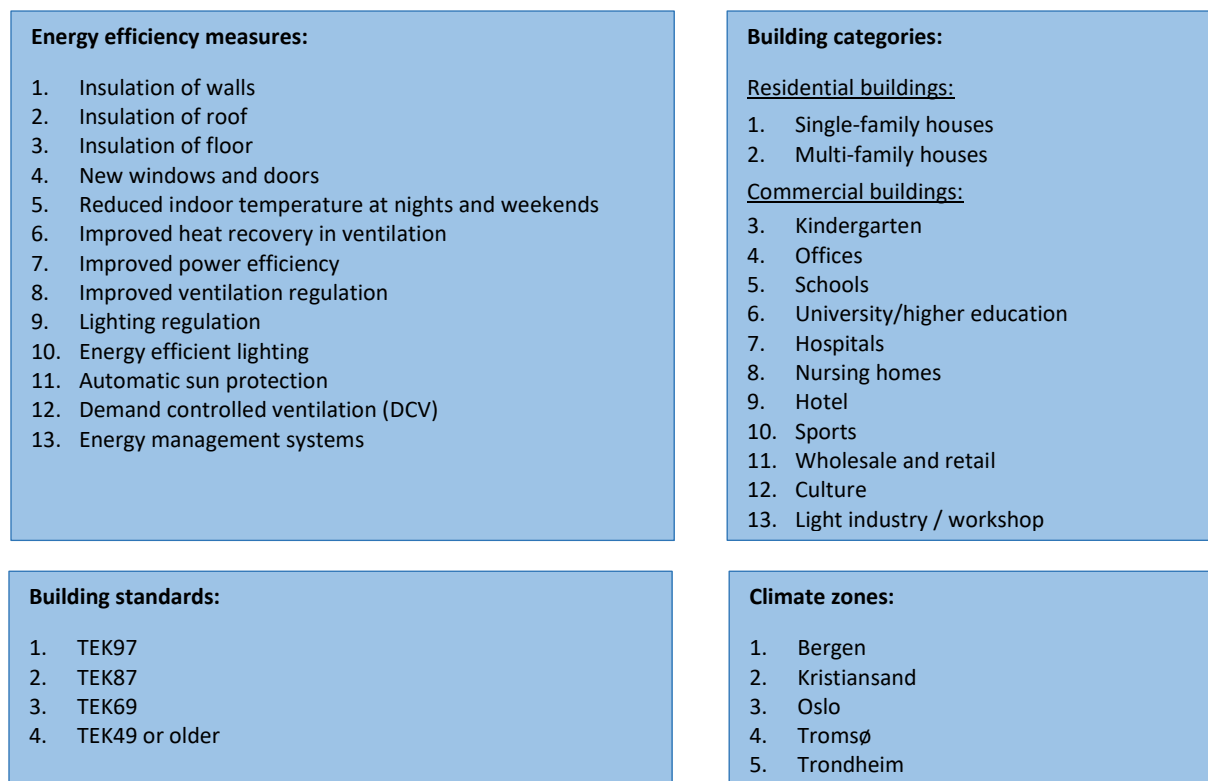 Energy efficiency measures:
1. Insulation of walls
2. Insulation of roof
3. Insulation of floor
4. New windows and doors
5. Reduced indoor temperature at nights and weekends
6. Improved heat recovery in ventilation
7. Improved power efficiency
8. Improved ventilation regulation
9. Lighting regulation
10. Energy efficient lighting
11. Automatic sun protection
12. Demand controlled ventilation (DCV)
13. Energy management systems
Building categories:
Residential buildings:
1. Single-family houses
2. Multi-family houses
Commercial buildings:
3. Kindergarten
4. Offices
5. Schools
6. University/higher education
7. Hospitals
8. Nursing homes
9. Hotel
10. Sports
11. Wholesale and retail
12. Culture
13. Light industry / workshop
Building standards:
1. TEK97
2. TEK87
3. TEK69
4. TEK49 or older
Climate zones:
1. Bergen
2. Kristiansand
3. Oslo
4. Tromsø
5. Trondheim